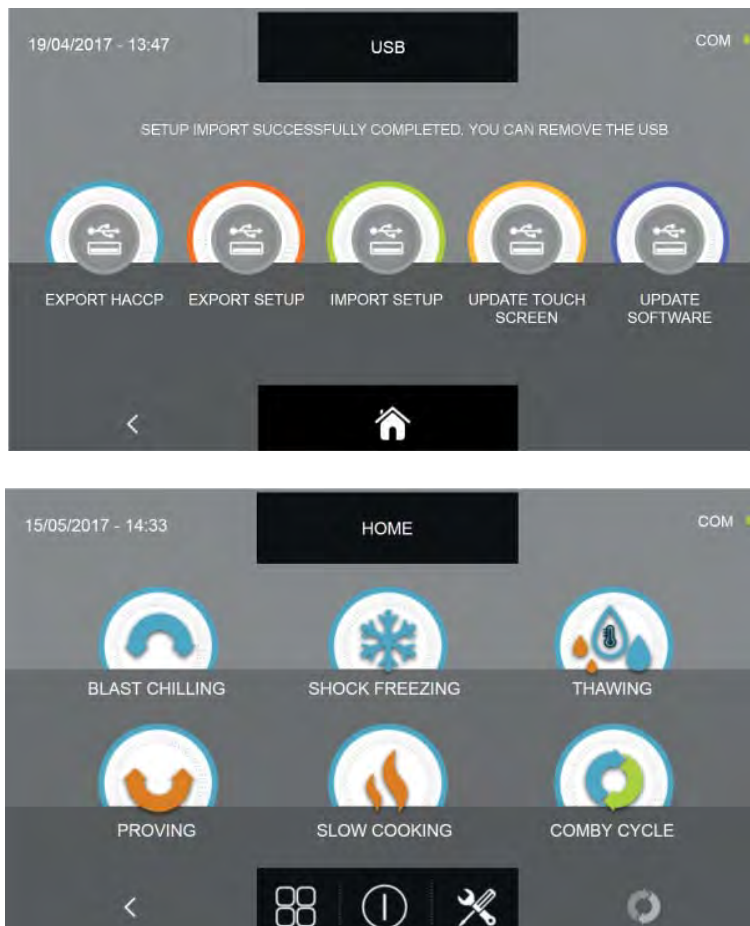 19/04/2017 - 13:47
USB
COM
SETUP IMPORT SUCCESSFULLY COMPLETED. YOU CAN REMOVE THE USB
EXPORT HACCP
EXPORT SETUP
IMPORT SETUP
UPDATE TOUCH
SCREEN
UPDATE
SOFTWARE
15/05/2017 - 14:33
HOME
COM
BLAST CHILLING
SHOCK FREEZING
THAWING
PROVING
SLOW COOKING
COMBY CYCLE